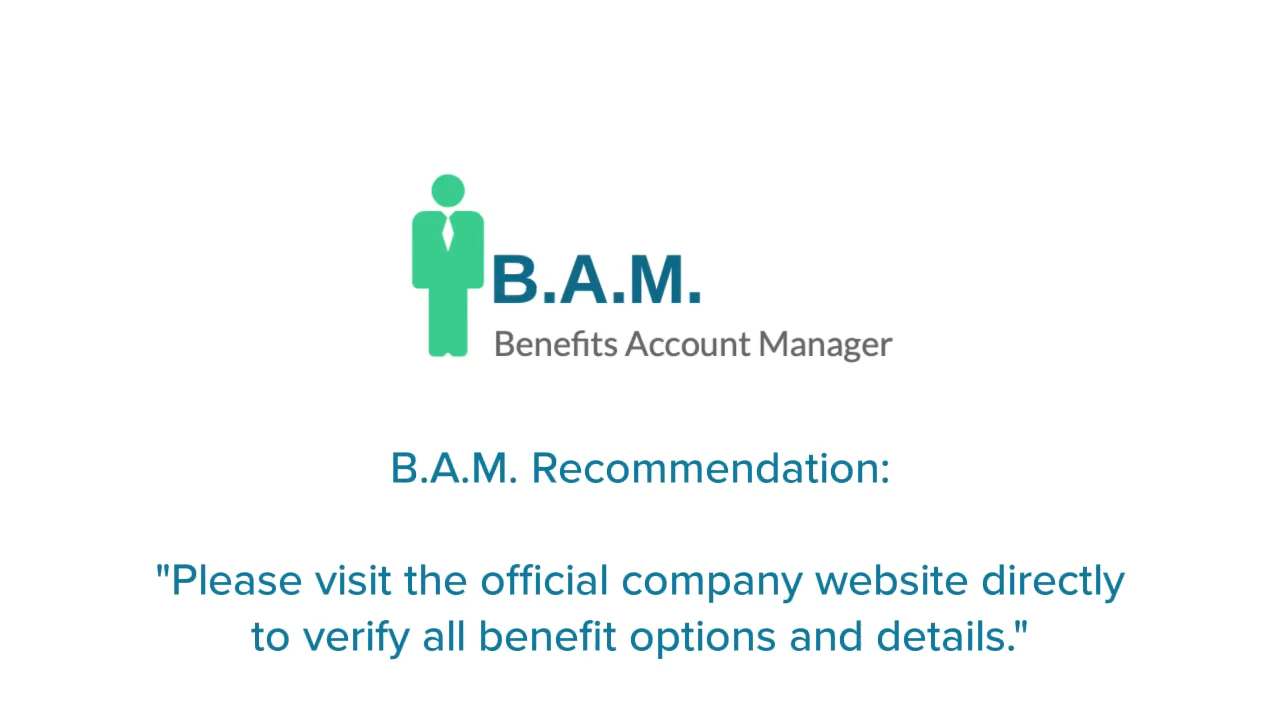 B.A.M.
Benefits Account Manager
B.A.M. Recommendation:
"Please visit the official company website directly
to verify all benefit options and details."